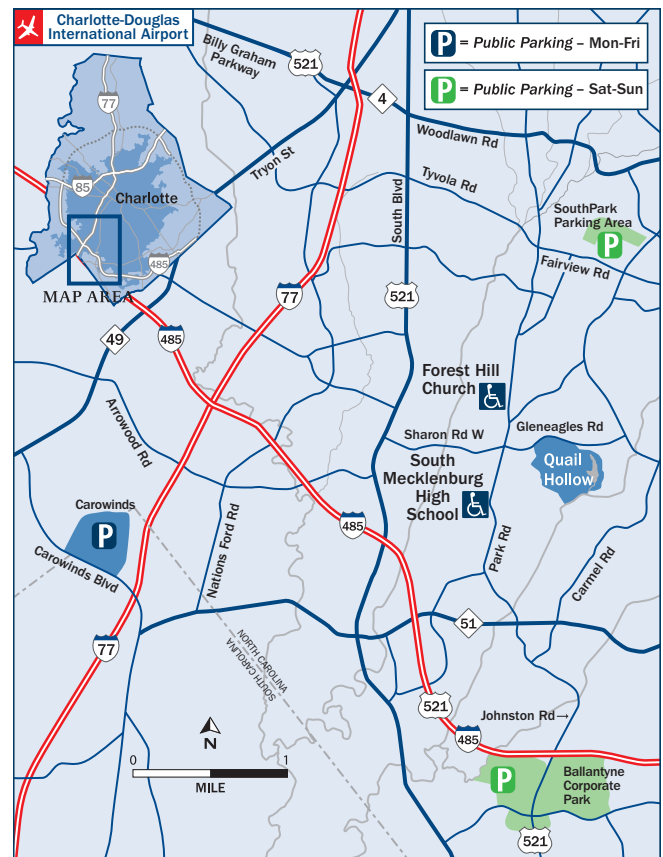 Charlotte-Douglas
International Airport
P = Public Parking – Mon-Fri
P = Public Parking – Sat-Sun
Billy Graham
Parkway
521
4
Woodlawn Rd
77
Tryon St
Tyvola Rd
South Blvd
85
Charlotte
SouthPark
Parking Area
P
Fairview Rd
485
MAP AREA
77
521
49
485
Forest Hill
Church
Arrowood Rd
Sharon Rd W
Gleneagles Rd
South
Mecklenburg
High
School
Quail
Hollow
Carowinds
P
485
Nations Ford Rd
Park Rd
Carmel Rd
Carowinds Blvd
51
77
NORTH CAROLINA
SOUTH CAROLINA
521
Johnston Rd→
485
N
0 1
MILE
P
Ballantyne
Corporate
Park
521